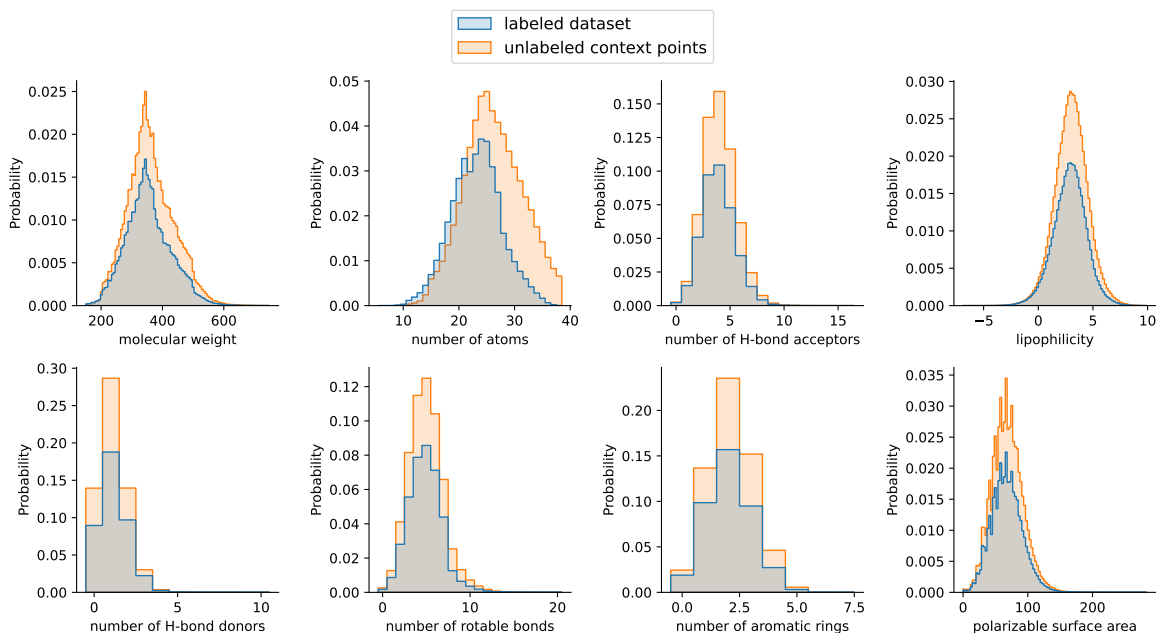 labeled dataset
unlabeled context points
Probability
0.025
0.020
0.015
0.010
0.005
0.000
200 400 600
molecular weight
Probability
0.05
0.04
0.03
0.02
0.01
0.00
10 20 30 40
number of atoms
Probability
0.150
0.125
0.100
0.075
0.050
0.025
0.000
0 5 10 15
number of H-bond acceptors
Probability
0.030
0.025
0.020
0.015
0.010
0.005
0.000
−5 0 5 10
lipophilicity
Probability
0.30
0.25
0.20
0.15
0.10
0.05
0.00
0 5 10
number of H-bond donors
Probability
0.12
0.10
0.08
0.06
0.04
0.02
0.00
0 10 20
number of rotatable bonds
Probability
0.20
0.15
0.10
0.05
0.00
0.0 2.5 5.0 7.5
number of aromatic rings
Probability
0.035
0.030
0.025
0.020
0.015
0.010
0.005
0.000
0 100 200
polarizable surface area